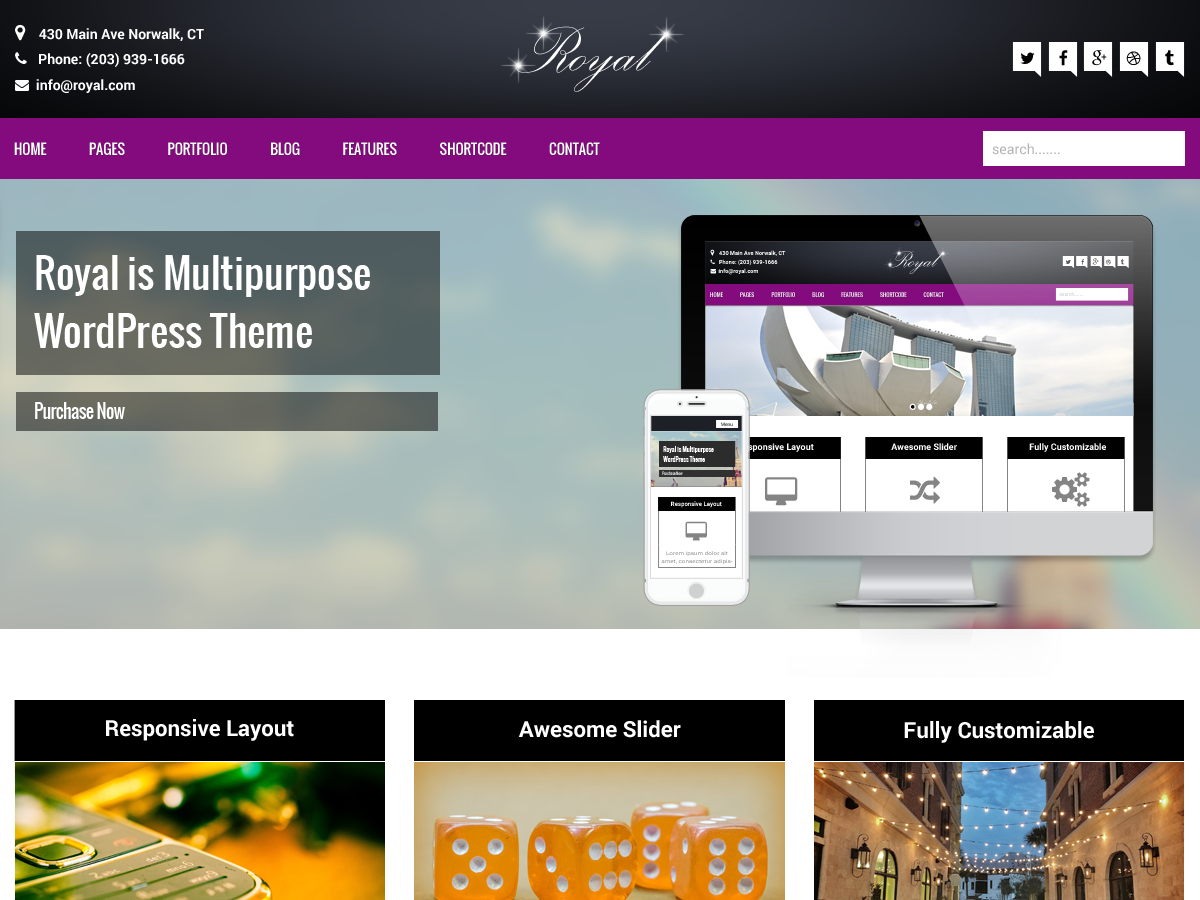 430 Main Ave Norwalk, CT
Phone: (203) 939-1666
info@royal.com
Royal
HOME PAGES PORTFOLIO BLOG FEATURES SHORTCODE CONTACT
search.......
Royal is Multipurpose
WordPress Theme
Purchase Now
430 Main Ave Norwalk, CT
Phone: (203) 939-1666
info@royal.com
Royal
HOME PAGES PORTFOLIO BLOG FEATURES SHORTCODE CONTACT
sponsive Layout
Awesome Slider
Fully Customizable
Menu
Royal is Multipurpose
WordPress Theme
Purchase Now
Responsive Layout
Lorem ipsum dolor sit
amet, consectetur adipis-
Responsive Layout
Awesome Slider
Fully Customizable